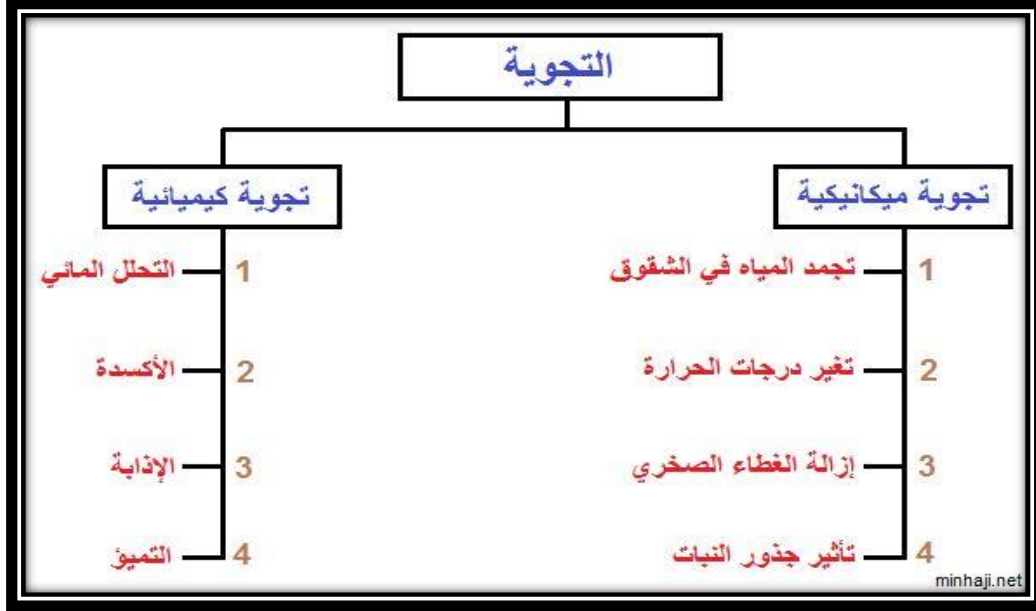 التجوية
تجوية ميكانيكية
1 تجمد المياه في الشقوق
2 تغير درجات الحرارة
3 إزالة الغطاء الصخري
4 تأثير جذور النبات
تجوية كيميائية
1 التحلل المائي
2 الأكسدة
3 الإذابة
4 التميؤ
minhaji.net